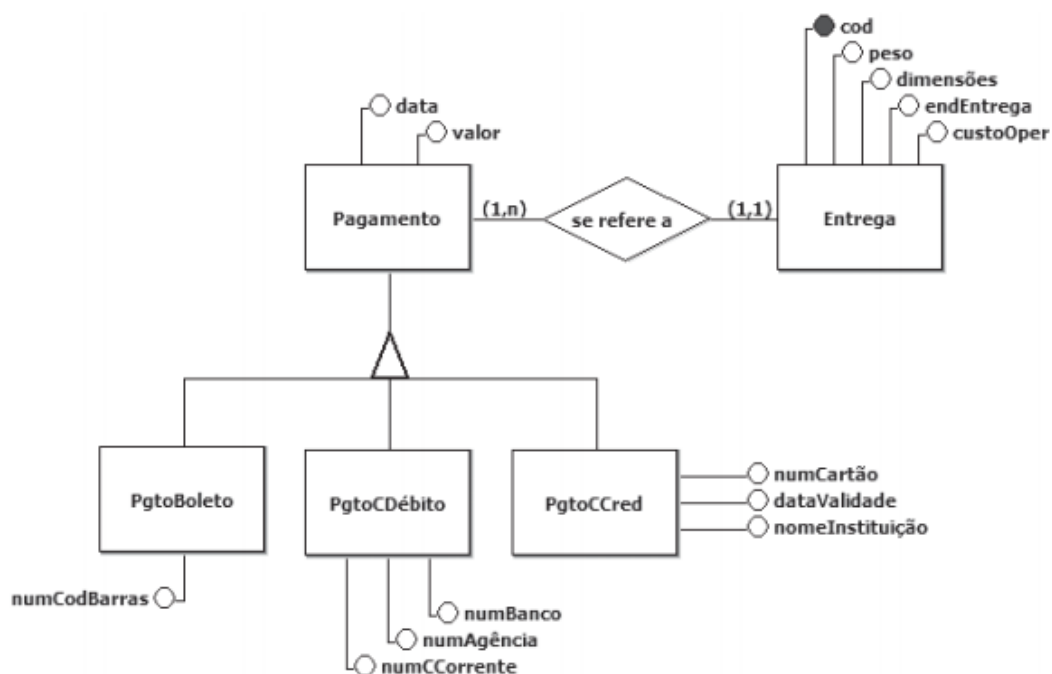 cod
peso
dimensões
endEntrega
custoOper
data
valor
Pagamento
(1,n)
se refere a
(1,1)
Entrega
PgtoBoleto
PgtoCDébito
PgtoCCred
numCartão
dataValidade
nomeInstituição
numCodBarras
numBanco
numAgência
numCCorrente